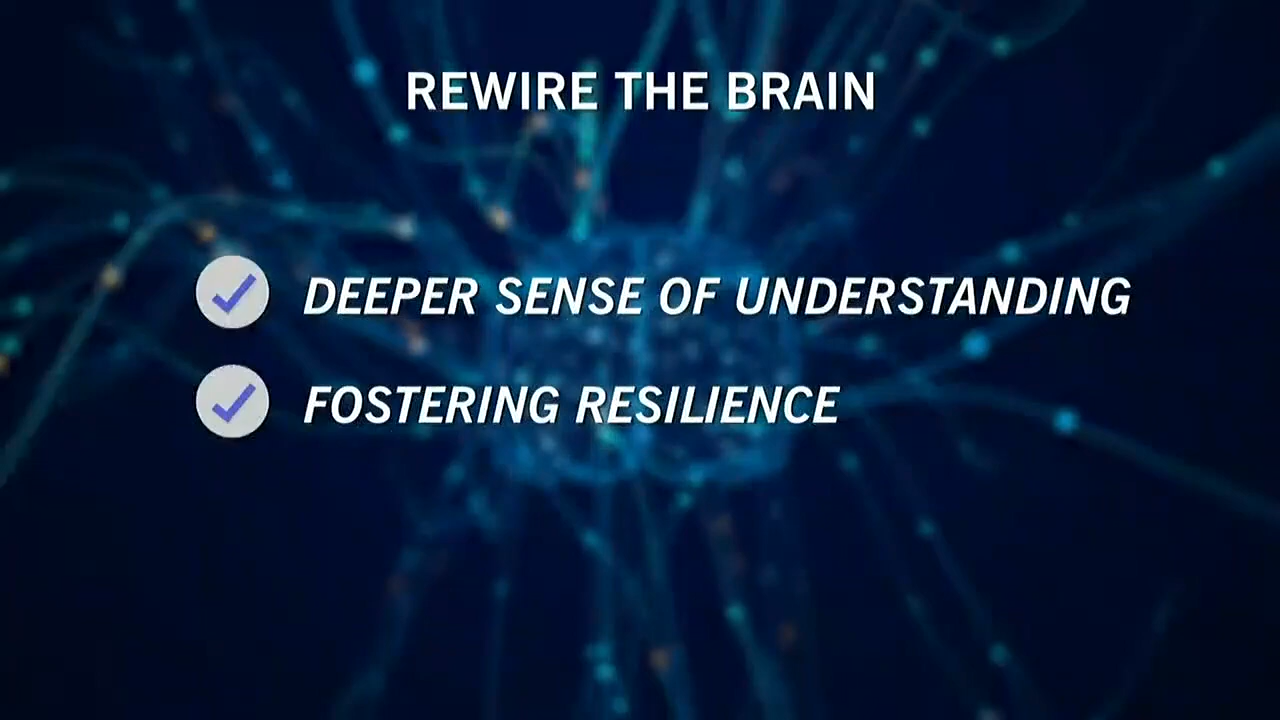 REWIRE THE BRAIN
DEEPER SENSE OF UNDERSTANDING
FOSTERING RESILIENCE